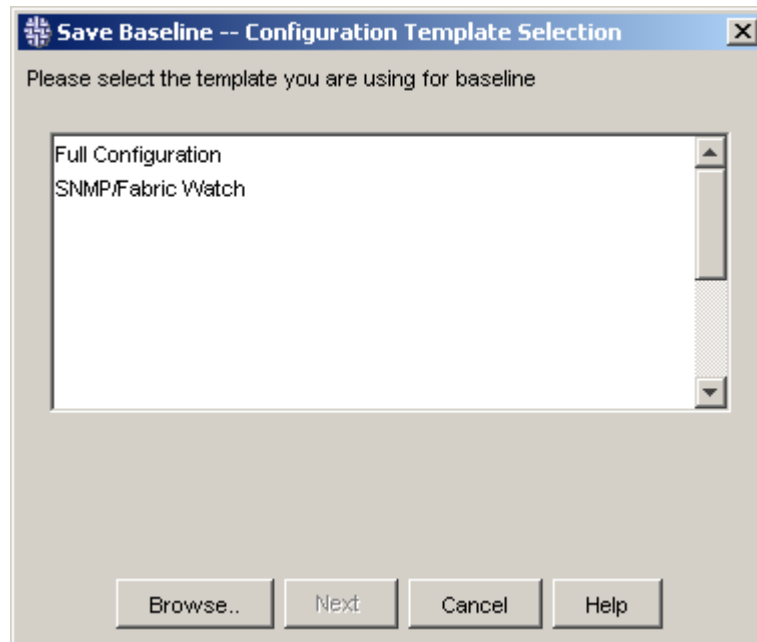 Save Baseline -- Configuration Template Selection
Please select the template you are using for baseline
Full Configuration
SNMP/Fabric Watch
Browse.. Next Cancel Help